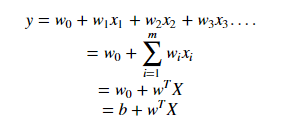 y = w₀ + w₁x₁ + w₂x₂ + w₃x₃ . . . .
= w₀ + ∑ᵢ₌₁ᵐ wᵢxᵢ
= w₀ + wᵀX
= b + wᵀX